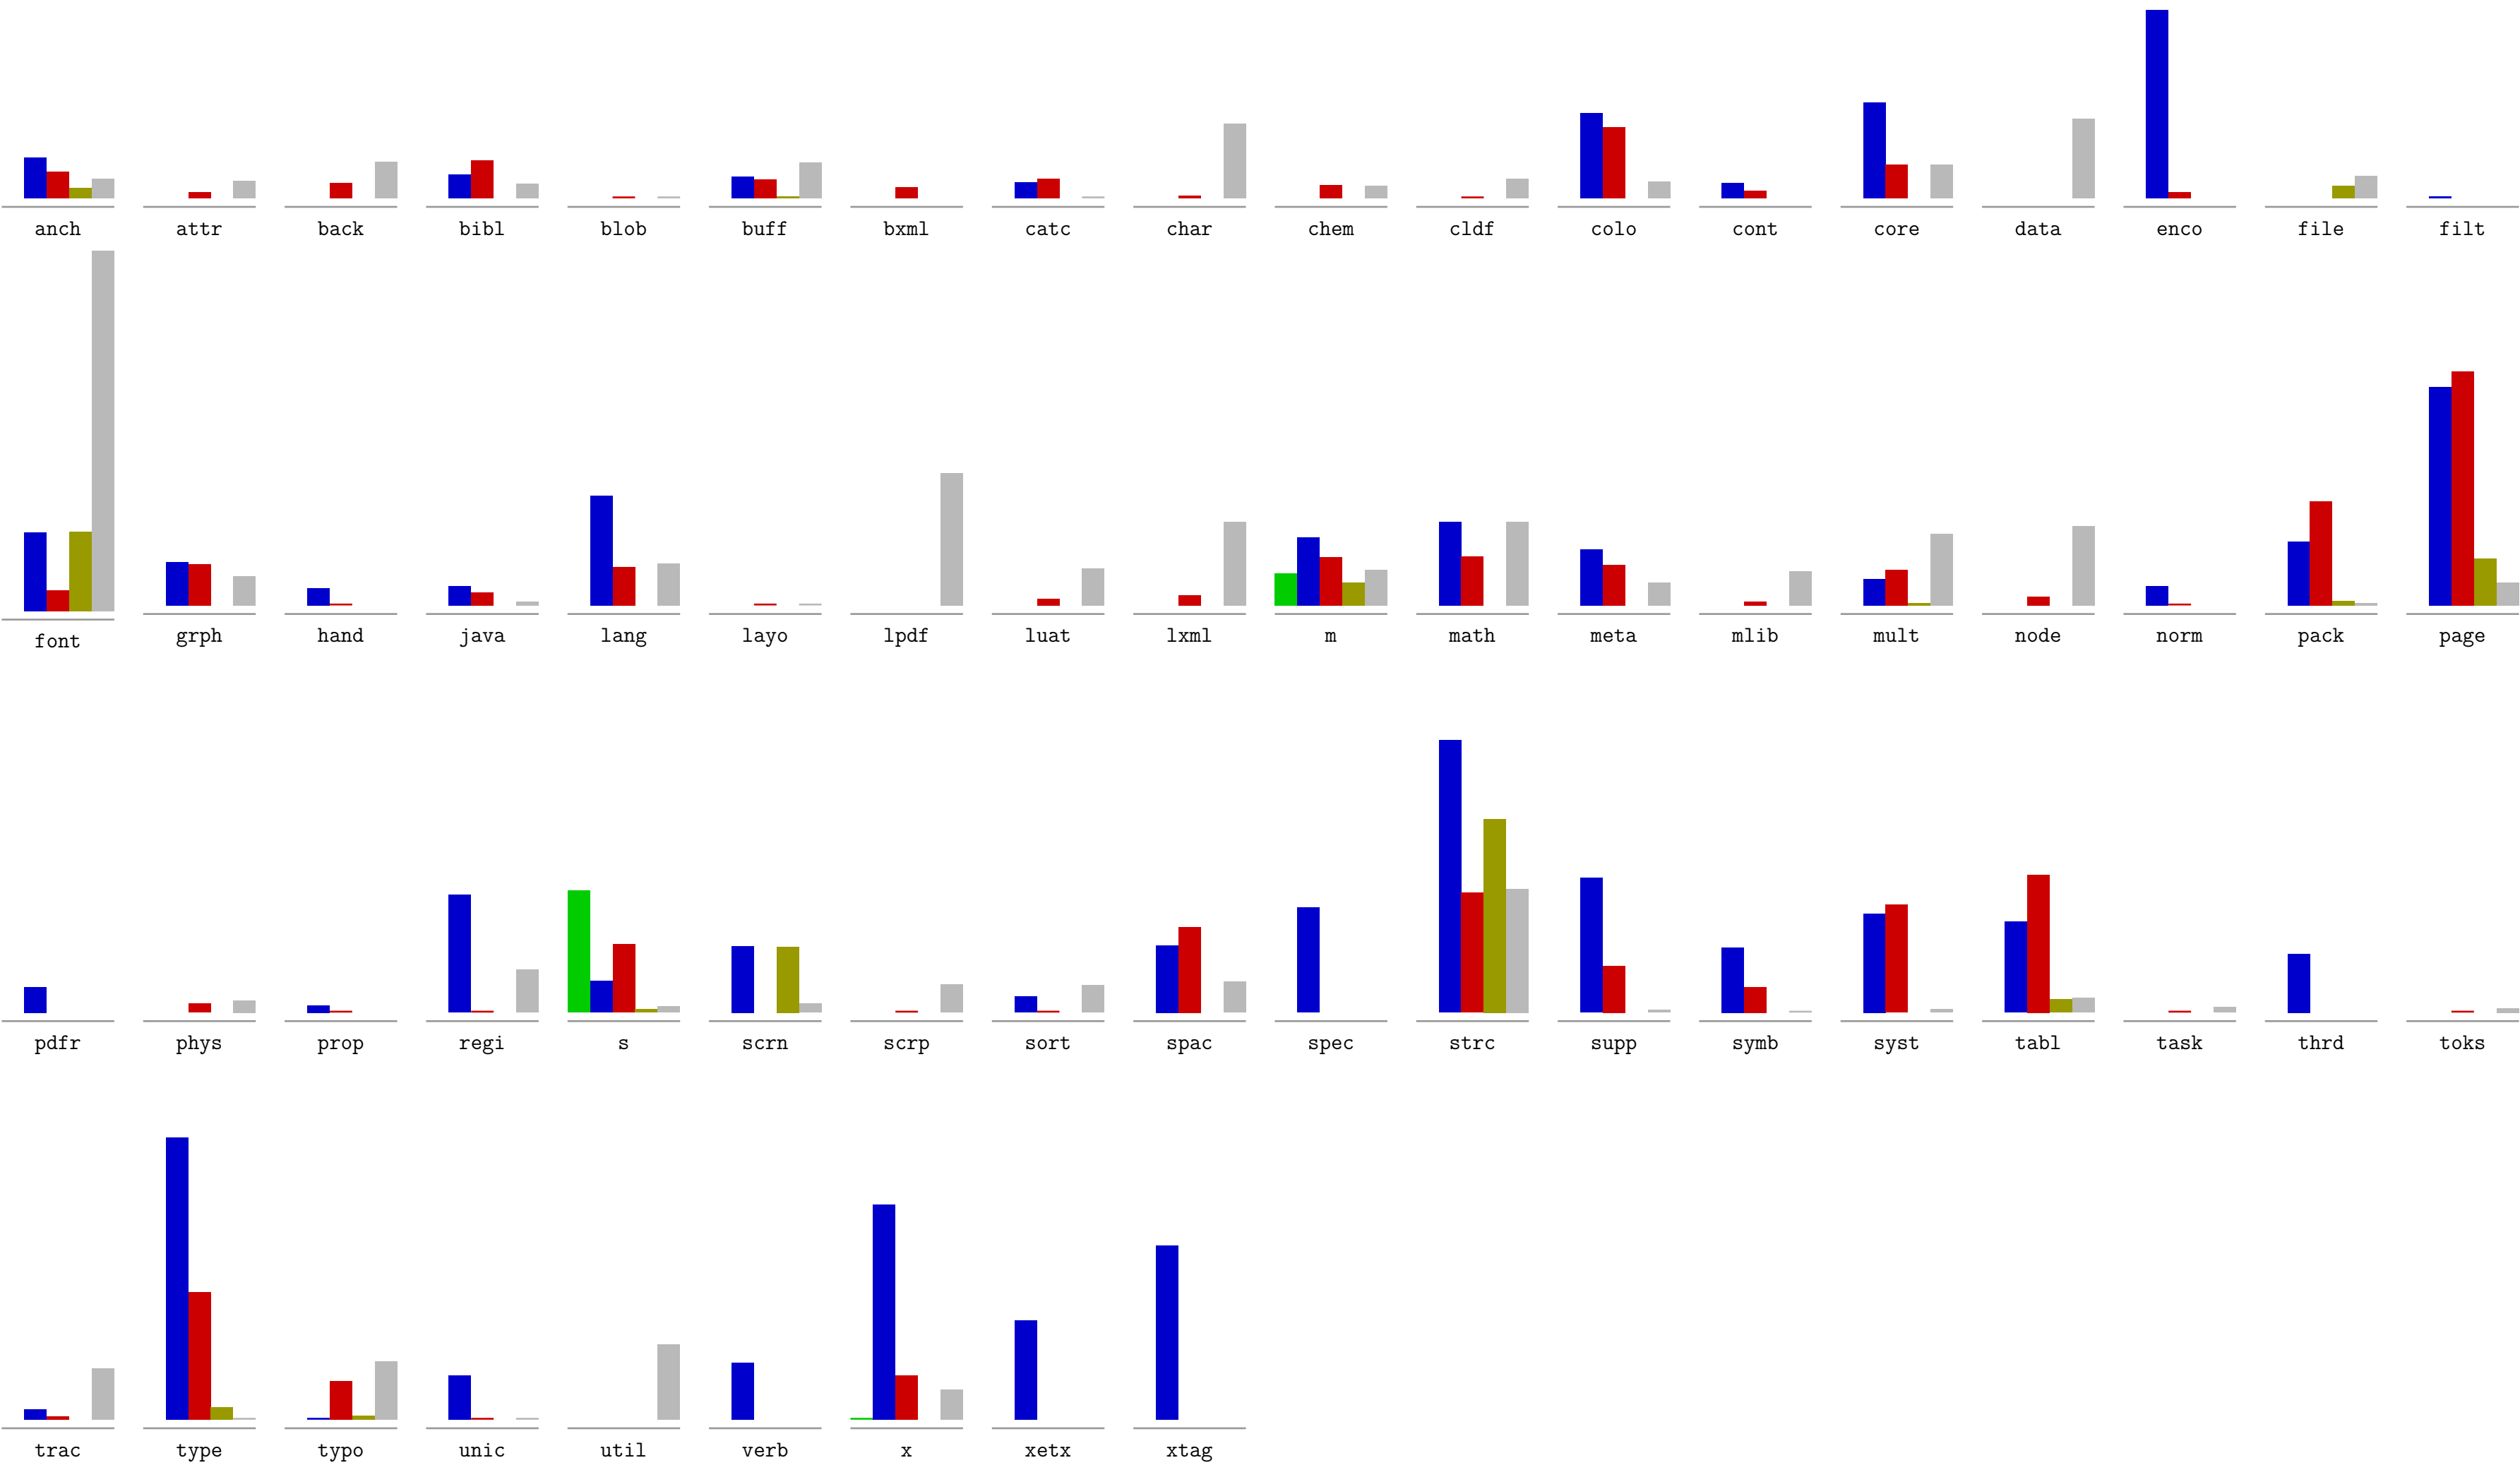 anch attr back bibl blob buff bxml catc char chem cldf colo cont core data enco file filt
font grph hand java lang layo lpdf luat lxml m math meta mlib mult node norm pack page
pdfr phys prop regi s scrn scrp sort spac spec strc supp symb syst tabl task thrd toks
trac type typo unic util verb x xetx xtag